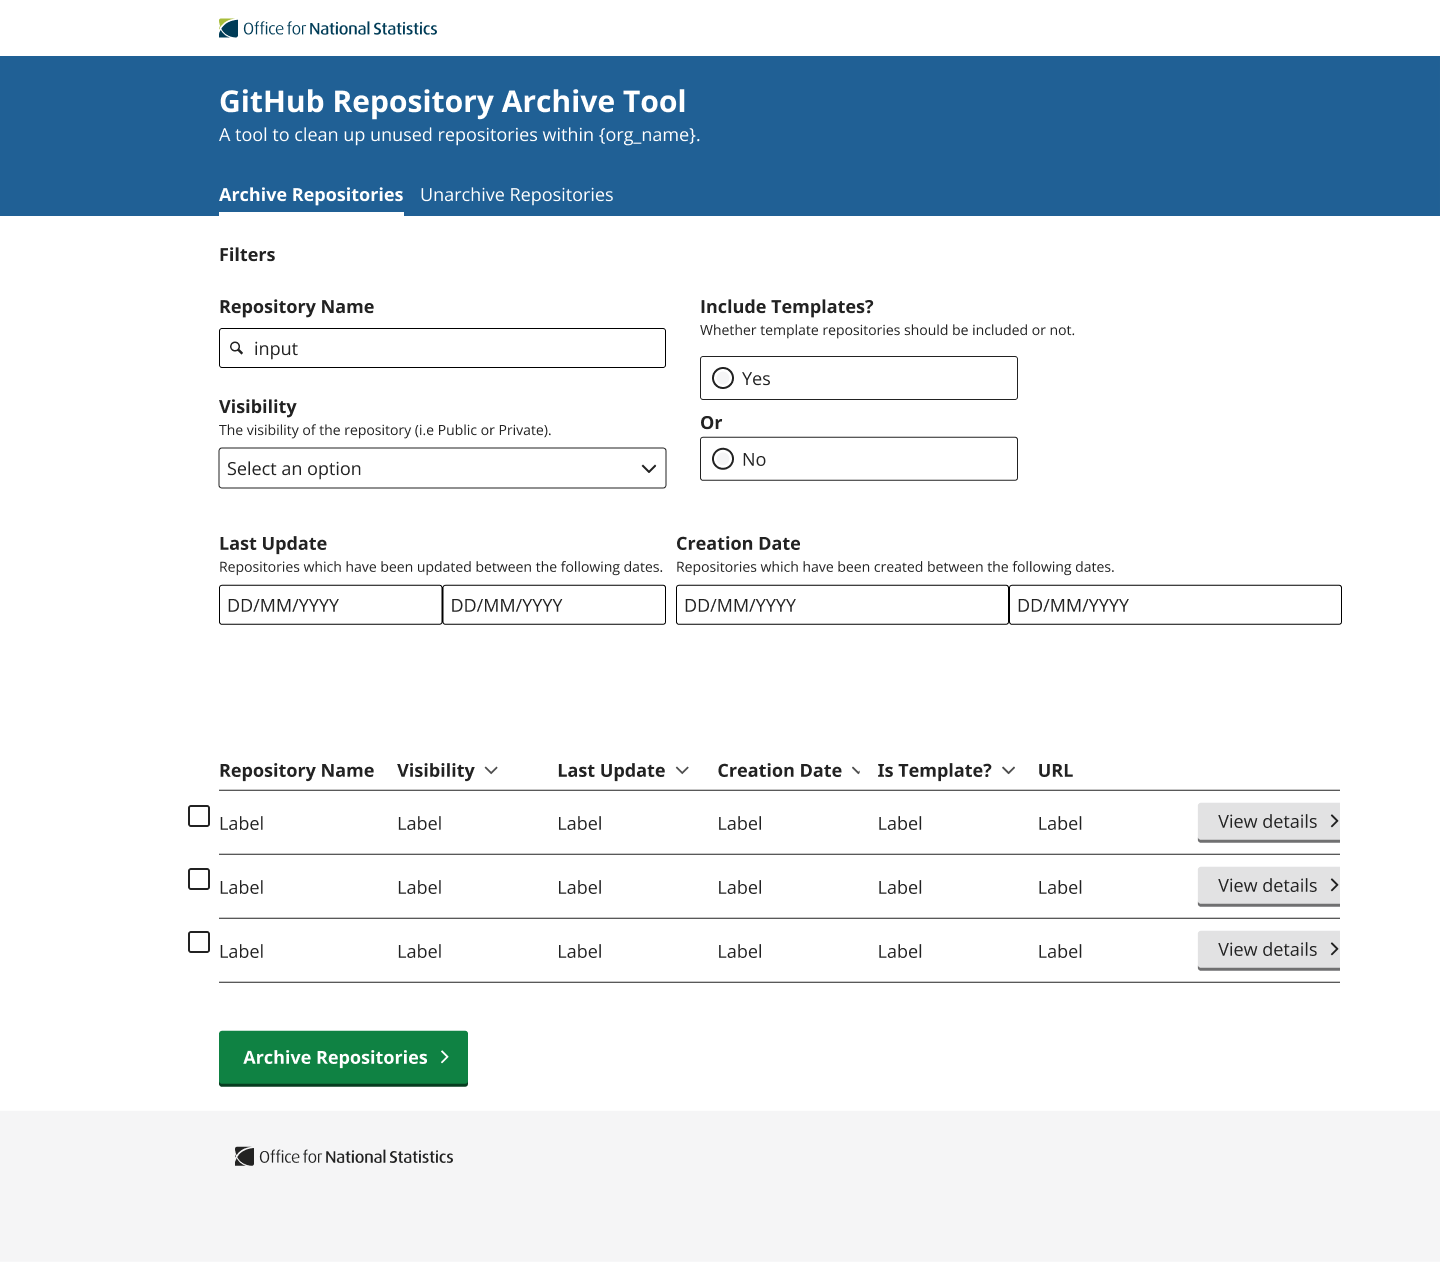 Office for National Statistics
GitHub Repository Archive Tool
A tool to clean up unused repositories within {org_name}.
Archive Repositories Unarchive Repositories
Filters
Repository Name
input
Visibility
The visibility of the repository (i.e Public or Private).
Select an option
Include Templates?
Whether template repositories should be included or not.
Yes
Or
No
Last Update
Repositories which have been updated between the following dates.
DD/MM/YYYY DD/MM/YYYY
Creation Date
Repositories which have been created between the following dates.
DD/MM/YYYY DD/MM/YYYY
Repository Name Visibility Last Update Creation Date Is Template? URL
Label Label Label Label Label Label View details
Label Label Label Label Label Label View details
Label Label Label Label Label Label View details
Archive Repositories
Office for National Statistics